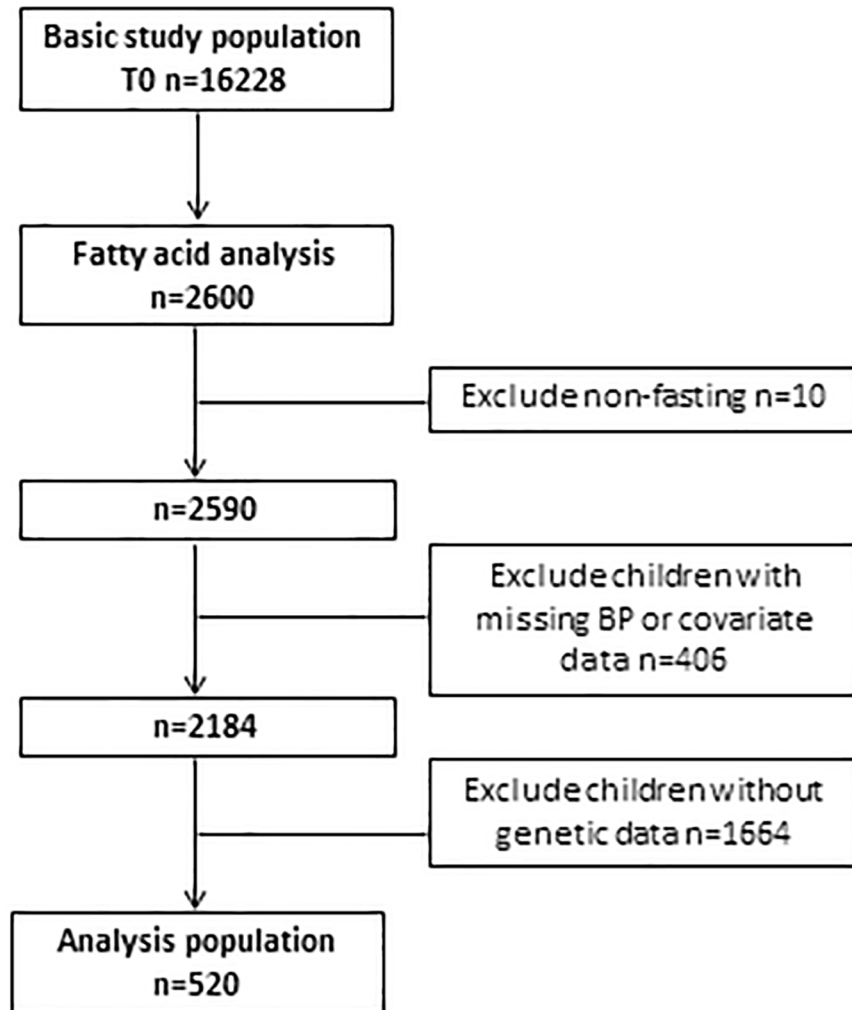 Basic study population
T0 n=16228
Fatty acid analysis
n=2600
Exclude non-fasting n=10
n=2590
Exclude children with
missing BP or covariate
data n=406
n=2184
Exclude children without
genetic data n=1664
Analysis population
n=520